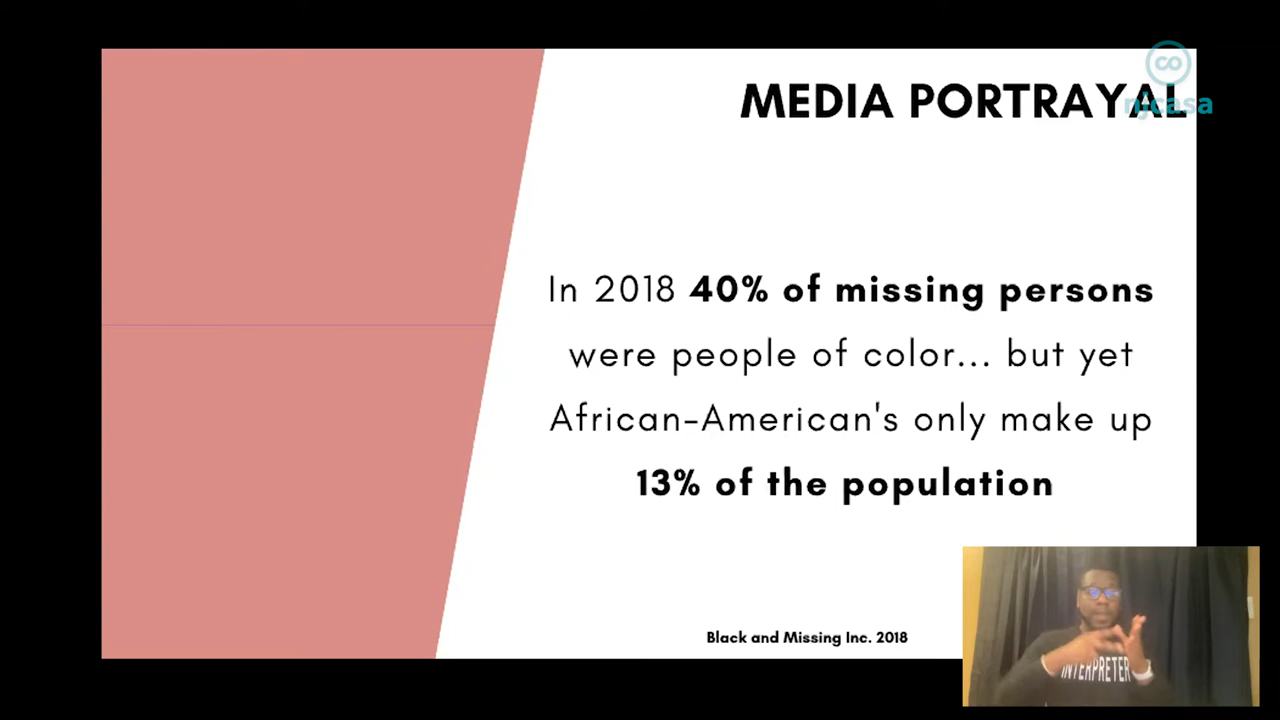 MEDIA PORTRAYAL
njcasa
In 2018 40% of missing persons
were people of color... but yet
African-American's only make up
13% of the population
Black and Missing Inc. 2018
INTERPRETER